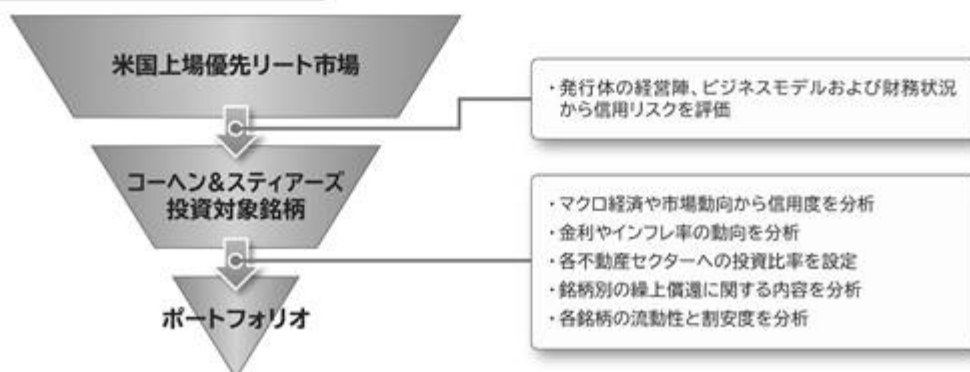 米国上場優先リート市場
・発行体の経営陣、ビジネスモデルおよび財務状況
から信用リスクを評価
コーヘン&スティアーズ
投資対象銘柄
・マクロ経済や市場動向から信用度を分析
・金利やインフレ率の動向を分析
・各不動産セクターへの投資比率を設定
・銘柄別の繰上償還に関する内容を分析
・各銘柄の流動性と割安度を分析
ポートフォリオ